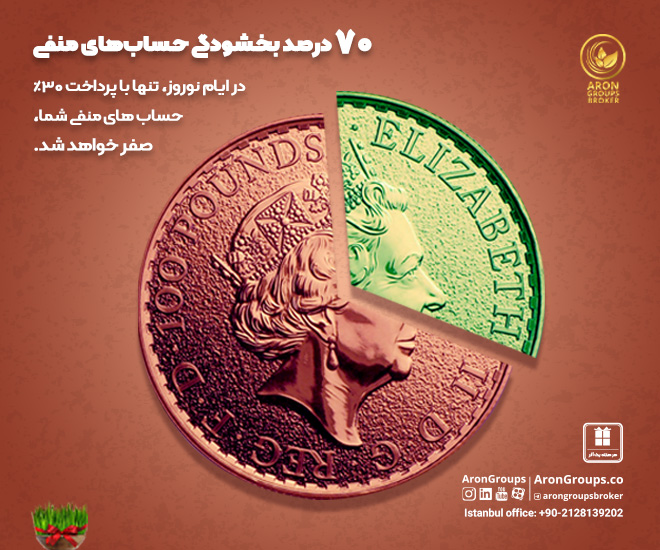 ۷۰ درصد بخشودگی حساب‌های منفی
در ایام نوروز، تنها با پرداخت ۳۰٪
حساب های منفی شما،
صفر خواهد شد.
ARON
GROUPS
BROKER
100 POUNDS · ELIZABETH II · D · G · REG · F · D ·
AronGroups | AronGroups.co
arongroupsbroker
Istanbul office: +90-2128139202